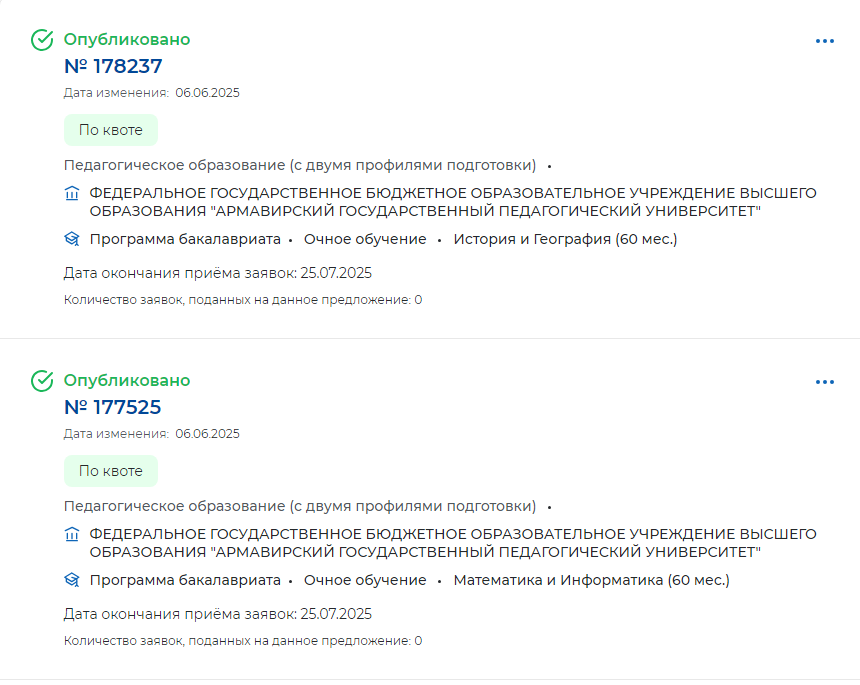 Опубликовано
№ 178237
Дата изменения: 06.06.2025
По квоте
Педагогическое образование (с двумя профилями подготовки) •
ФЕДЕРАЛЬНОЕ ГОСУДАРСТВЕННОЕ БЮДЖЕТНОЕ ОБРАЗОВАТЕЛЬНОЕ УЧРЕЖДЕНИЕ ВЫСШЕГО
ОБРАЗОВАНИЯ "АРМАВИРСКИЙ ГОСУДАРСТВЕННЫЙ ПЕДАГОГИЧЕСКИЙ УНИВЕРСИТЕТ"
Программа бакалавриата • Очное обучение • История и География (60 мес.)
Дата окончания приёма заявок: 25.07.2025
Количество заявок, поданных на данное предложение: 0
Опубликовано
№ 177525
Дата изменения: 06.06.2025
По квоте
Педагогическое образование (с двумя профилями подготовки) •
ФЕДЕРАЛЬНОЕ ГОСУДАРСТВЕННОЕ БЮДЖЕТНОЕ ОБРАЗОВАТЕЛЬНОЕ УЧРЕЖДЕНИЕ ВЫСШЕГО
ОБРАЗОВАНИЯ "АРМАВИРСКИЙ ГОСУДАРСТВЕННЫЙ ПЕДАГОГИЧЕСКИЙ УНИВЕРСИТЕТ"
Программа бакалавриата • Очное обучение • Математика и Информатика (60 мес.)
Дата окончания приёма заявок: 25.07.2025
Количество заявок, поданных на данное предложение: 0